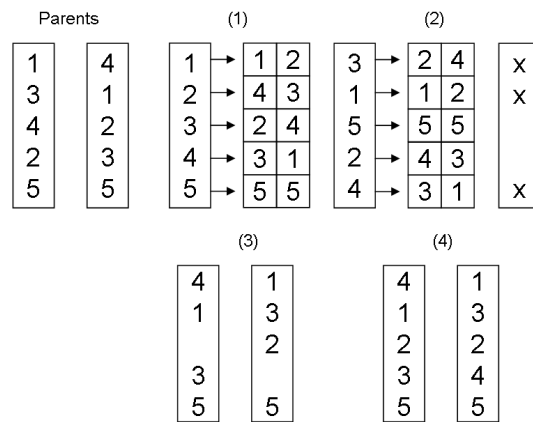 Parents (1) (2)
1 4 1 1 2 3 2 4 x
3 1 2 4 3 1 1 2 x
4 2 3 2 4 5 5 5
2 3 4 3 1 2 4 3
5 5 5 5 5 4 3 1 x
(3) (4)
4 1 4 1
1 3 1 3
2 2 2
3 3 4
5 5 5 5